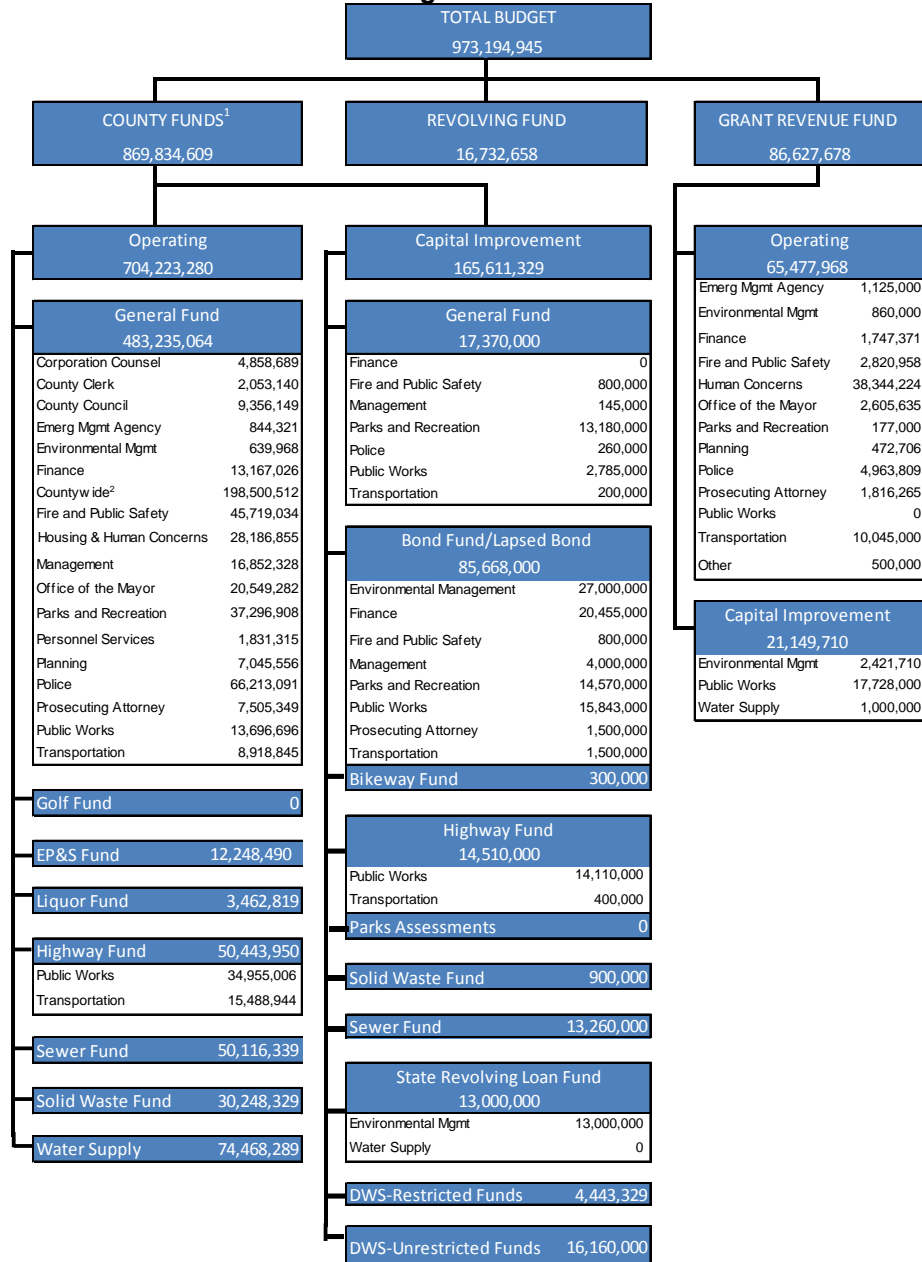 TOTAL BUDGET
973,194,945
COUNTY FUNDS1
869,834,609
REVOLVING FUND
16,732,658
GRANT REVENUE FUND
86,627,678
Operating
704,223,280
General Fund
483,235,064
Corporation Counsel 4,858,689
County Clerk 2,053,140
County Council 9,356,149
Emerg Mgmt Agency 844,321
Environmental Mgmt 639,968
Finance 13,167,026
Countywide2 198,500,512
Fire and Public Safety 45,719,034
Housing & Human Concerns 28,186,855
Management 16,852,328
Office of the Mayor 20,549,282
Parks and Recreation 37,296,908
Personnel Services 1,831,315
Planning 7,045,556
Police 66,213,091
Prosecuting Attorney 7,505,349
Public Works 13,696,696
Transportation 8,918,845
Golf Fund 0
EP&S Fund 12,248,490
Liquor Fund 3,462,819
Highway Fund 50,443,950
Public Works 34,955,006
Transportation 15,488,944
Sewer Fund 50,116,339
Solid Waste Fund 30,248,329
Water Supply 74,468,289
Capital Improvement
165,611,329
General Fund
17,370,000
Finance 0
Fire and Public Safety 800,000
Management 145,000
Parks and Recreation 13,180,000
Police 260,000
Public Works 2,785,000
Transportation 200,000
Bond Fund/Lapsed Bond
85,668,000
Environmental Management 27,000,000
Finance 20,455,000
Fire and Public Safety 800,000
Management 4,000,000
Parks and Recreation 14,570,000
Public Works 15,843,000
Prosecuting Attorney 1,500,000
Transportation 1,500,000
Bikeway Fund 300,000
Highway Fund
14,510,000
Public Works 14,110,000
Transportation 400,000
Parks Assessments 0
Solid Waste Fund 900,000
Sewer Fund 13,260,000
State Revolving Loan Fund
13,000,000
Environmental Mgmt 13,000,000
Water Supply 0
DWS-Restricted Funds 4,443,329
DWS-Unrestricted Funds 16,160,000
Operating
65,477,968
Emerg Mgmt Agency 1,125,000
Environmental Mgmt 860,000
Finance 1,747,371
Fire and Public Safety 2,820,958
Human Concerns 38,344,224
Office of the Mayor 2,605,635
Parks and Recreation 177,000
Planning 472,706
Police 4,963,809
Prosecuting Attorney 1,816,265
Public Works 0
Transportation 10,045,000
Other 500,000
Capital Improvement
21,149,710
Environmental Mgmt 2,421,710
Public Works 17,728,000
Water Supply 1,000,000